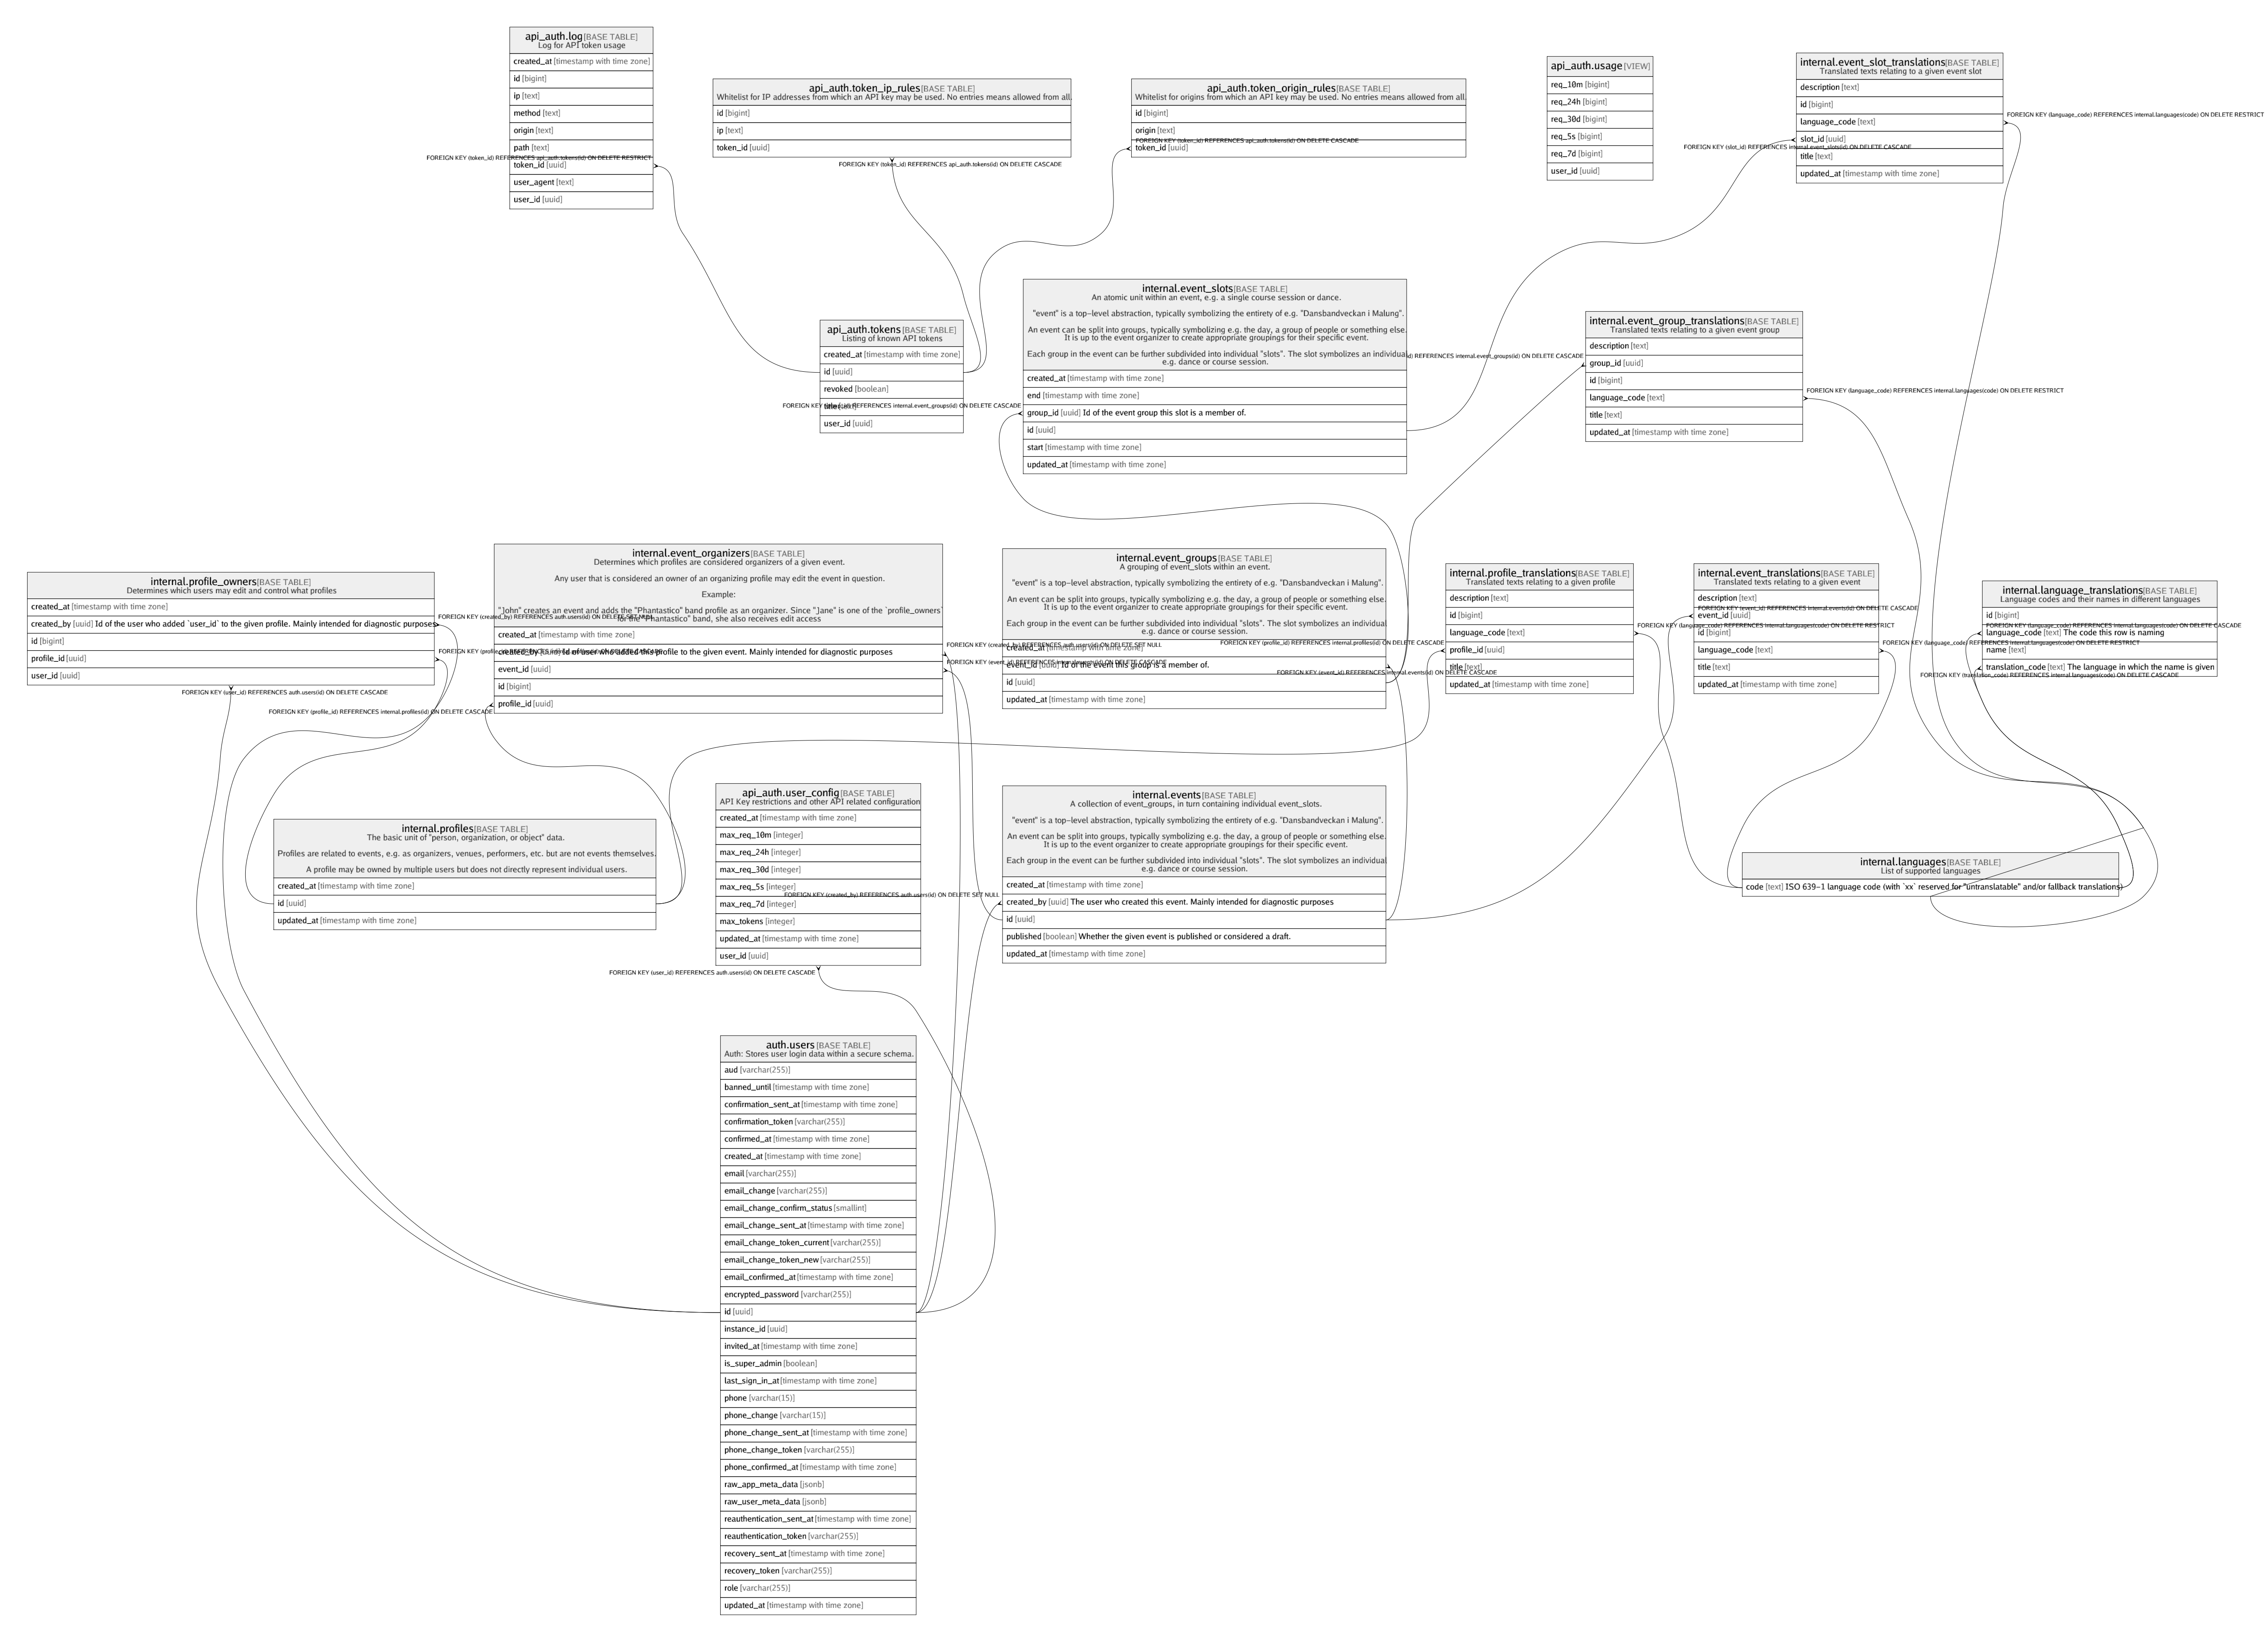 api_auth.log [BASE TABLE]
Log for API token usage
created_at [timestamp with time zone]
id [bigint]
ip [text]
method [text]
origin [text]
path [text]
FOREIGN KEY (token_id) REFERENCES api_auth.tokens(id) ON DELETE RESTRICT
token_id [uuid]
user_agent [text]
user_id [uuid]
api_auth.token_ip_rules [BASE TABLE]
Whitelist for IP addresses from which an API key may be used. No entries means allowed from all.
id [bigint]
ip [text]
token_id [uuid]
FOREIGN KEY (token_id) REFERENCES api_auth.tokens(id) ON DELETE CASCADE
api_auth.token_origin_rules [BASE TABLE]
Whitelist for origins from which an API key may be used. No entries means allowed from all.
id [bigint]
origin [text]
FOREIGN KEY (token_id) REFERENCES api_auth.tokens(id) ON DELETE CASCADE
token_id [uuid]
api_auth.usage [VIEW]
req_10m [bigint]
req_24h [bigint]
req_30d [bigint]
req_5s [bigint]
req_7d [bigint]
user_id [uuid]
internal.event_slot_translations [BASE TABLE]
Translated texts relating to a given event slot
description [text]
id [bigint]
FOREIGN KEY (language_code) REFERENCES internal.languages(code) ON DELETE RESTRICT
language_code [text]
slot_id [uuid]
FOREIGN KEY (slot_id) REFERENCES internal.event_slots(id) ON DELETE CASCADE
title [text]
updated_at [timestamp with time zone]
api_auth.tokens [BASE TABLE]
Listing of known API tokens
created_at [timestamp with time zone]
id [uuid]
revoked [boolean]
title [text]
user_id [uuid]
internal.event_slots [BASE TABLE]
An atomic unit within an event, e.g. a single course session or dance.
"event" is a top-level abstraction, typically symbolizing the entirety of e.g. "Dansbandveckan i Malung".
An event can be split into groups, typically symbolizing e.g. the day, a group of people or something else.
It is up to the event organizer to create appropriate groupings for their specific event.
Each group in the event can be further subdivided into individual "slots". The slot symbolizes an individual
e.g. dance or course session.
created_at [timestamp with time zone]
end [timestamp with time zone]
REFERENCES internal.event_groups(id) ON DELETE CASCADE
group_id [uuid] Id of the event group this slot is a member of.
id [uuid]
start [timestamp with time zone]
updated_at [timestamp with time zone]
internal.event_group_translations [BASE TABLE]
Translated texts relating to a given event group
description [text]
REFERENCES internal.event_groups(id) ON DELETE CASCADE
group_id [uuid]
id [bigint]
FOREIGN KEY (language_code) REFERENCES internal.languages(code) ON DELETE RESTRICT
language_code [text]
title [text]
updated_at [timestamp with time zone]
internal.profile_owners [BASE TABLE]
Determines which users may edit and control what profiles
created_at [timestamp with time zone]
FOREIGN KEY (created_by) REFERENCES auth.users(id) ON DELETE SET NULL
created_by [uuid] Id of the user who added `user_id` to the given profile. Mainly intended for diagnostic purposes
id [bigint]
FOREIGN KEY (profile_id) REFERENCES internal.profiles(id) ON DELETE CASCADE
profile_id [uuid]
user_id [uuid]
FOREIGN KEY (user_id) REFERENCES auth.users(id) ON DELETE CASCADE
internal.event_organizers [BASE TABLE]
Determines which profiles are considered organizers of a given event.
Any user that is considered an owner of an organizing profile may edit the event in question.
Example:
"John" creates an event and adds the "Phantastico" band profile as an organizer. Since "Jane" is one of the `profile_owners`
for the "Phantastico" band, she also receives edit access
created_at [timestamp with time zone]
FOREIGN KEY (created_by) REFERENCES auth.users(id) ON DELETE SET NULL
created_by [uuid] Id of user who added this profile to the given event. Mainly intended for diagnostic purposes
FOREIGN KEY (event_id) REFERENCES internal.events(id) ON DELETE CASCADE
event_id [uuid]
id [bigint]
profile_id [uuid]
FOREIGN KEY (profile_id) REFERENCES internal.profiles(id) ON DELETE CASCADE
internal.event_groups [BASE TABLE]
A grouping of event_slots within an event.
"event" is a top-level abstraction, typically symbolizing the entirety of e.g. "Dansbandveckan i Malung".
An event can be split into groups, typically symbolizing e.g. the day, a group of people or something else.
It is up to the event organizer to create appropriate groupings for their specific event.
Each group in the event can be further subdivided into individual "slots". The slot symbolizes an individual
e.g. dance or course session.
created_at [timestamp with time zone]
event_id [uuid] Id of the event this group is a member of.
FOREIGN KEY (event_id) REFERENCES internal.events(id) ON DELETE CASCADE
id [uuid]
updated_at [timestamp with time zone]
internal.profile_translations [BASE TABLE]
Translated texts relating to a given profile
description [text]
id [bigint]
FOREIGN KEY (language_code) REFERENCES internal.languages(code) ON DELETE RESTRICT
language_code [text]
FOREIGN KEY (profile_id) REFERENCES internal.profiles(id) ON DELETE CASCADE
profile_id [uuid]
title [text]
updated_at [timestamp with time zone]
internal.event_translations [BASE TABLE]
Translated texts relating to a given event
description [text]
FOREIGN KEY (event_id) REFERENCES internal.events(id) ON DELETE CASCADE
event_id [uuid]
id [bigint]
FOREIGN KEY (language_code) REFERENCES internal.languages(code) ON DELETE RESTRICT
language_code [text]
title [text]
updated_at [timestamp with time zone]
internal.language_translations [BASE TABLE]
Language codes and their names in different languages
id [bigint]
FOREIGN KEY (language_code) REFERENCES internal.languages(code) ON DELETE CASCADE
language_code [text] The code this row is naming
name [text]
translation_code [text] The language in which the name is given
FOREIGN KEY (translation_code) REFERENCES internal.languages(code) ON DELETE CASCADE
internal.profiles [BASE TABLE]
The basic unit of "person, organization, or object" data.
Profiles are related to events, e.g. as organizers, venues, performers, etc. but are not events themselves.
A profile may be owned by multiple users but does not directly represent individual users.
created_at [timestamp with time zone]
id [uuid]
updated_at [timestamp with time zone]
api_auth.user_config [BASE TABLE]
API Key restrictions and other API related configuration
created_at [timestamp with time zone]
max_req_10m [integer]
max_req_24h [integer]
max_req_30d [integer]
max_req_5s [integer]
max_req_7d [integer]
max_tokens [integer]
updated_at [timestamp with time zone]
user_id [uuid]
FOREIGN KEY (user_id) REFERENCES auth.users(id) ON DELETE CASCADE
internal.events [BASE TABLE]
A collection of event_groups, in turn containing individual event_slots.
"event" is a top-level abstraction, typically symbolizing the entirety of e.g. "Dansbandveckan i Malung".
An event can be split into groups, typically symbolizing e.g. the day, a group of people or something else.
It is up to the event organizer to create appropriate groupings for their specific event.
Each group in the event can be further subdivided into individual "slots". The slot symbolizes an individual
e.g. dance or course session.
created_at [timestamp with time zone]
FOREIGN KEY (created_by) REFERENCES auth.users(id) ON DELETE SET NULL
created_by [uuid] The user who created this event. Mainly intended for diagnostic purposes
id [uuid]
published [boolean] Whether the given event is published or considered a draft.
updated_at [timestamp with time zone]
internal.languages [BASE TABLE]
List of supported languages
code [text] ISO 639-1 language code (with `xx` reserved for "untranslatable" and/or fallback translations)
auth.users [BASE TABLE]
Auth: Stores user login data within a secure schema.
aud [varchar(255)]
banned_until [timestamp with time zone]
confirmation_sent_at [timestamp with time zone]
confirmation_token [varchar(255)]
confirmed_at [timestamp with time zone]
created_at [timestamp with time zone]
email [varchar(255)]
email_change [varchar(255)]
email_change_confirm_status [smallint]
email_change_sent_at [timestamp with time zone]
email_change_token_current [varchar(255)]
email_change_token_new [varchar(255)]
email_confirmed_at [timestamp with time zone]
encrypted_password [varchar(255)]
id [uuid]
instance_id [uuid]
invited_at [timestamp with time zone]
is_super_admin [boolean]
last_sign_in_at [timestamp with time zone]
phone [varchar(15)]
phone_change [varchar(15)]
phone_change_sent_at [timestamp with time zone]
phone_change_token [varchar(255)]
phone_confirmed_at [timestamp with time zone]
raw_app_meta_data [jsonb]
raw_user_meta_data [jsonb]
reauthentication_sent_at [timestamp with time zone]
reauthentication_token [varchar(255)]
recovery_sent_at [timestamp with time zone]
recovery_token [varchar(255)]
role [varchar(255)]
updated_at [timestamp with time zone]